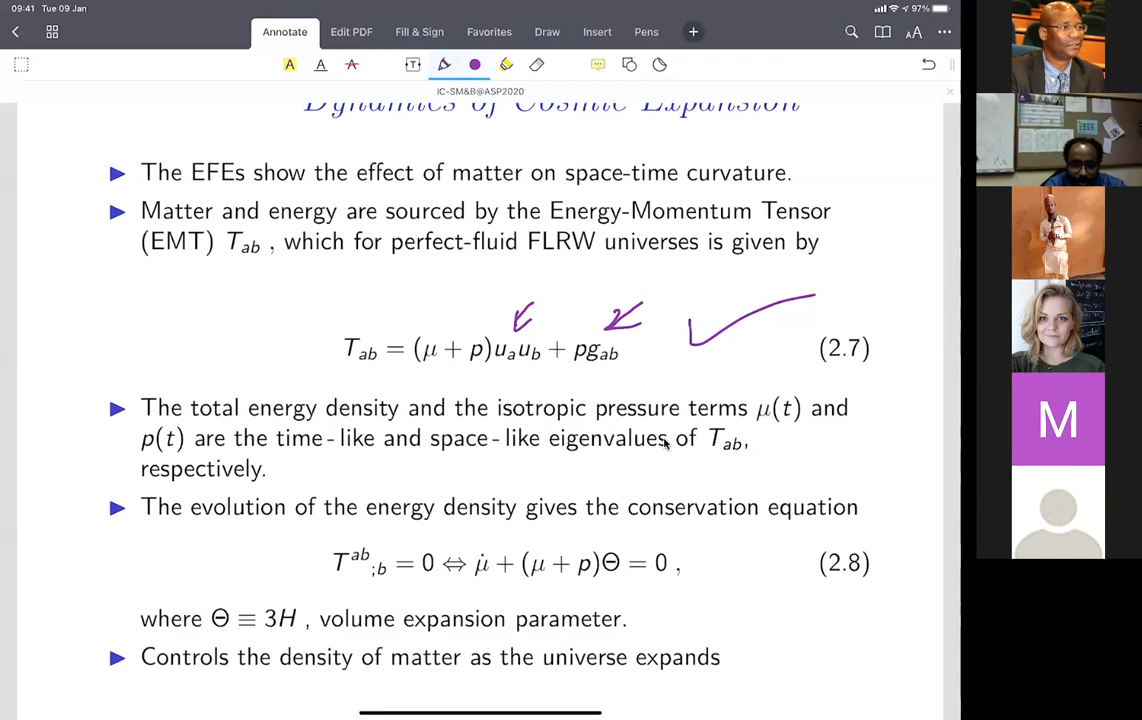 09:41 Tue 09 Jan
97%
Annotate Edit PDF Fill & Sign Favorites Draw Insert Pens
AA
A A A T
IC-SM&B@ASP2020
Dynamics of Cosmic Expansion
The EFEs show the effect of matter on space-time curvature.
Matter and energy are sourced by the Energy-Momentum Tensor
(EMT) T_ab , which for perfect-fluid FLRW universes is given by
T_ab = (μ + p)u_a u_b + pg_ab (2.7)
The total energy density and the isotropic pressure terms μ(t) and
p(t) are the time - like and space - like eigenvalues of T_ab,
respectively.
The evolution of the energy density gives the conservation equation
T^ab_;b = 0 ⇔ μ̇ + (μ + p)Θ = 0 , (2.8)
where Θ ≡ 3H , volume expansion parameter.
Controls the density of matter as the universe expands
M